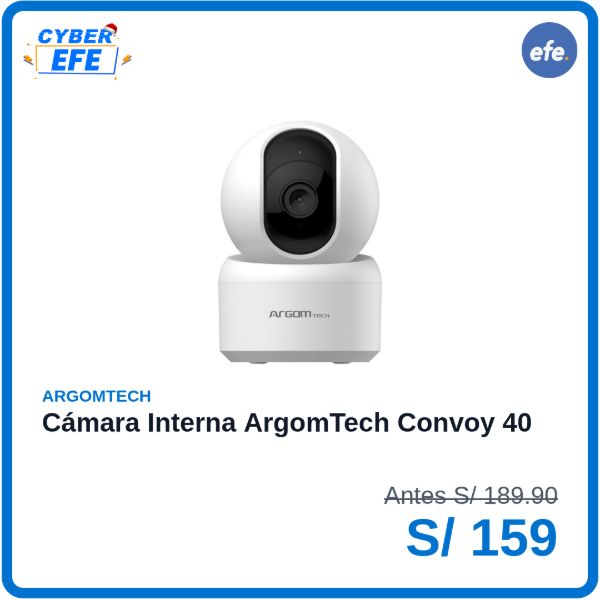 CYBER
EFE
efe.
ARGOMTECH
ARGOMTECH
Cámara Interna ArgomTech Convoy 40
Antes S/ 189.90
S/ 159